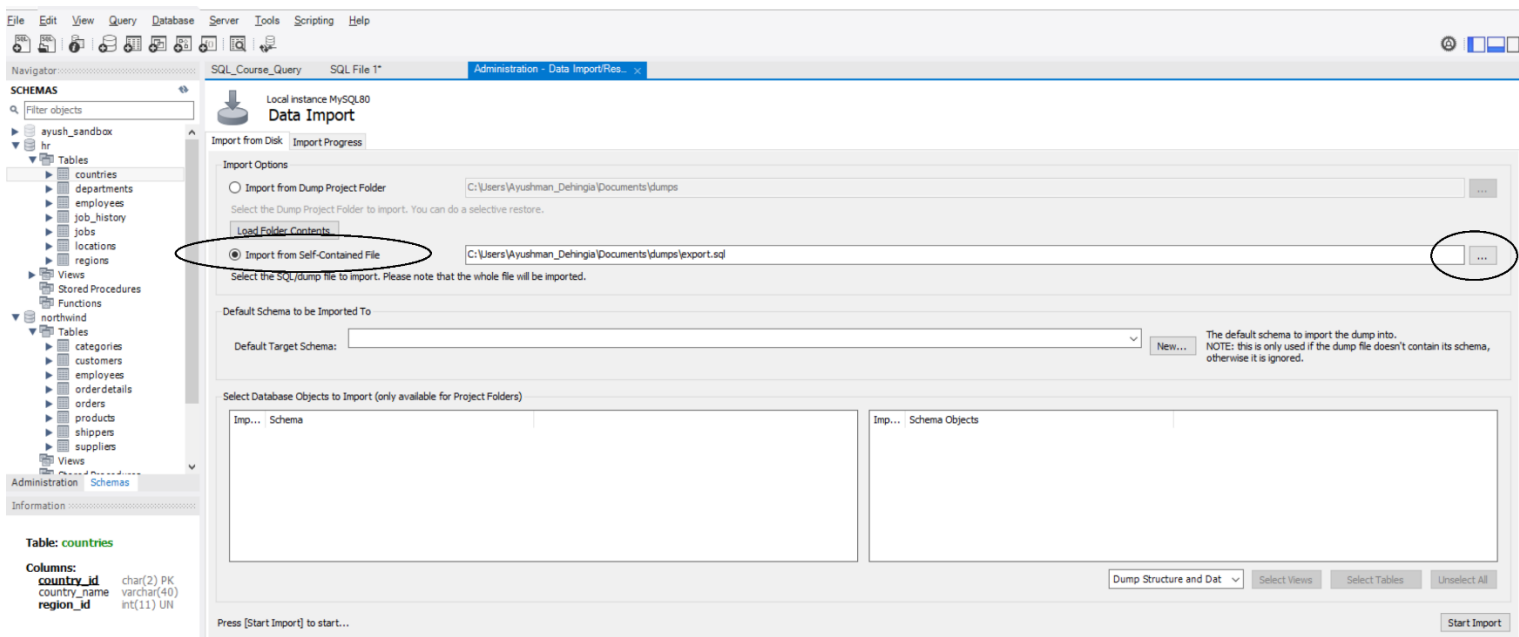 File Edit View Query Database Server Tools Scripting Help
Navigator
SQL_Course_Query SQL File 1* Administration - Data Import/Res...
SCHEMAS
Filter objects
ayush_sandbox
hr
Tables
countries
departments
employees
job_history
jobs
locations
regions
Views
Stored Procedures
Functions
northwind
Tables
categories
customers
employees
orderdetails
orders
products
shippers
suppliers
Views
Stored Procedures
Administration Schemas
Information
Table: countries
Columns:
country_id char(2) PK
country_name varchar(40)
region_id int(11) UN
Local instance MySQL80
Data Import
Import from Disk Import Progress
Import Options
Import from Dump Project Folder C:\Users\Ayushman_Dehingia\Documents\dumps ...
Select the Dump Project Folder to import. You can do a selective restore.
Load Folder Contents
Import from Self-Contained File C:\Users\Ayushman_Dehingia\Documents\dumps\export.sql ...
Select the SQL/dump file to import. Please note that the whole file will be imported.
Default Schema to be Imported To
Default Target Schema: New...
The default schema to import the dump into.
NOTE: this is only used if the dump file doesn't contain its schema,
otherwise it is ignored.
Select Database Objects to Import (only available for Project Folders)
Imp... Schema
Imp... Schema Objects
Dump Structure and Dat Select Views Select Tables Unselect All
Press [Start Import] to start... Start Import